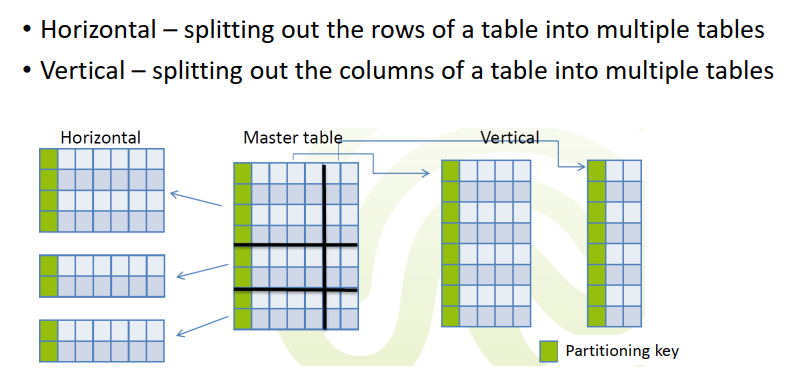 • Horizontal – splitting out the rows of a table into multiple tables
• Vertical – splitting out the columns of a table into multiple tables
Horizontal
Master table
Vertical
Partitioning key